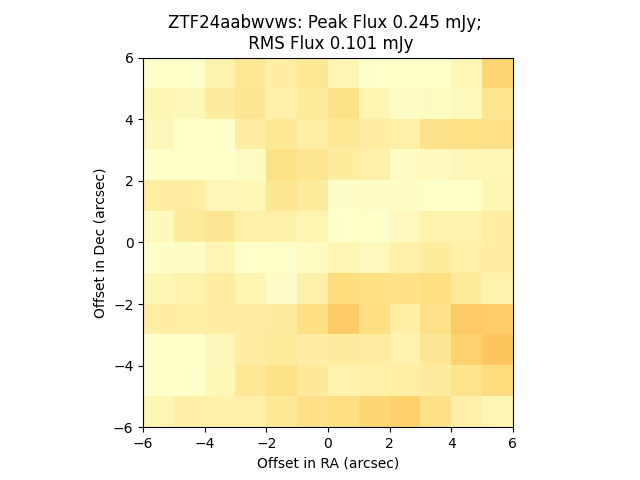 ZTF24aabwvws: Peak Flux 0.245 mJy;
RMS Flux 0.101 mJy
6
4
2
0
−2
−4
−6
Offset in Dec (arcsec)
−6 −4 −2 0 2 4 6
Offset in RA (arcsec)